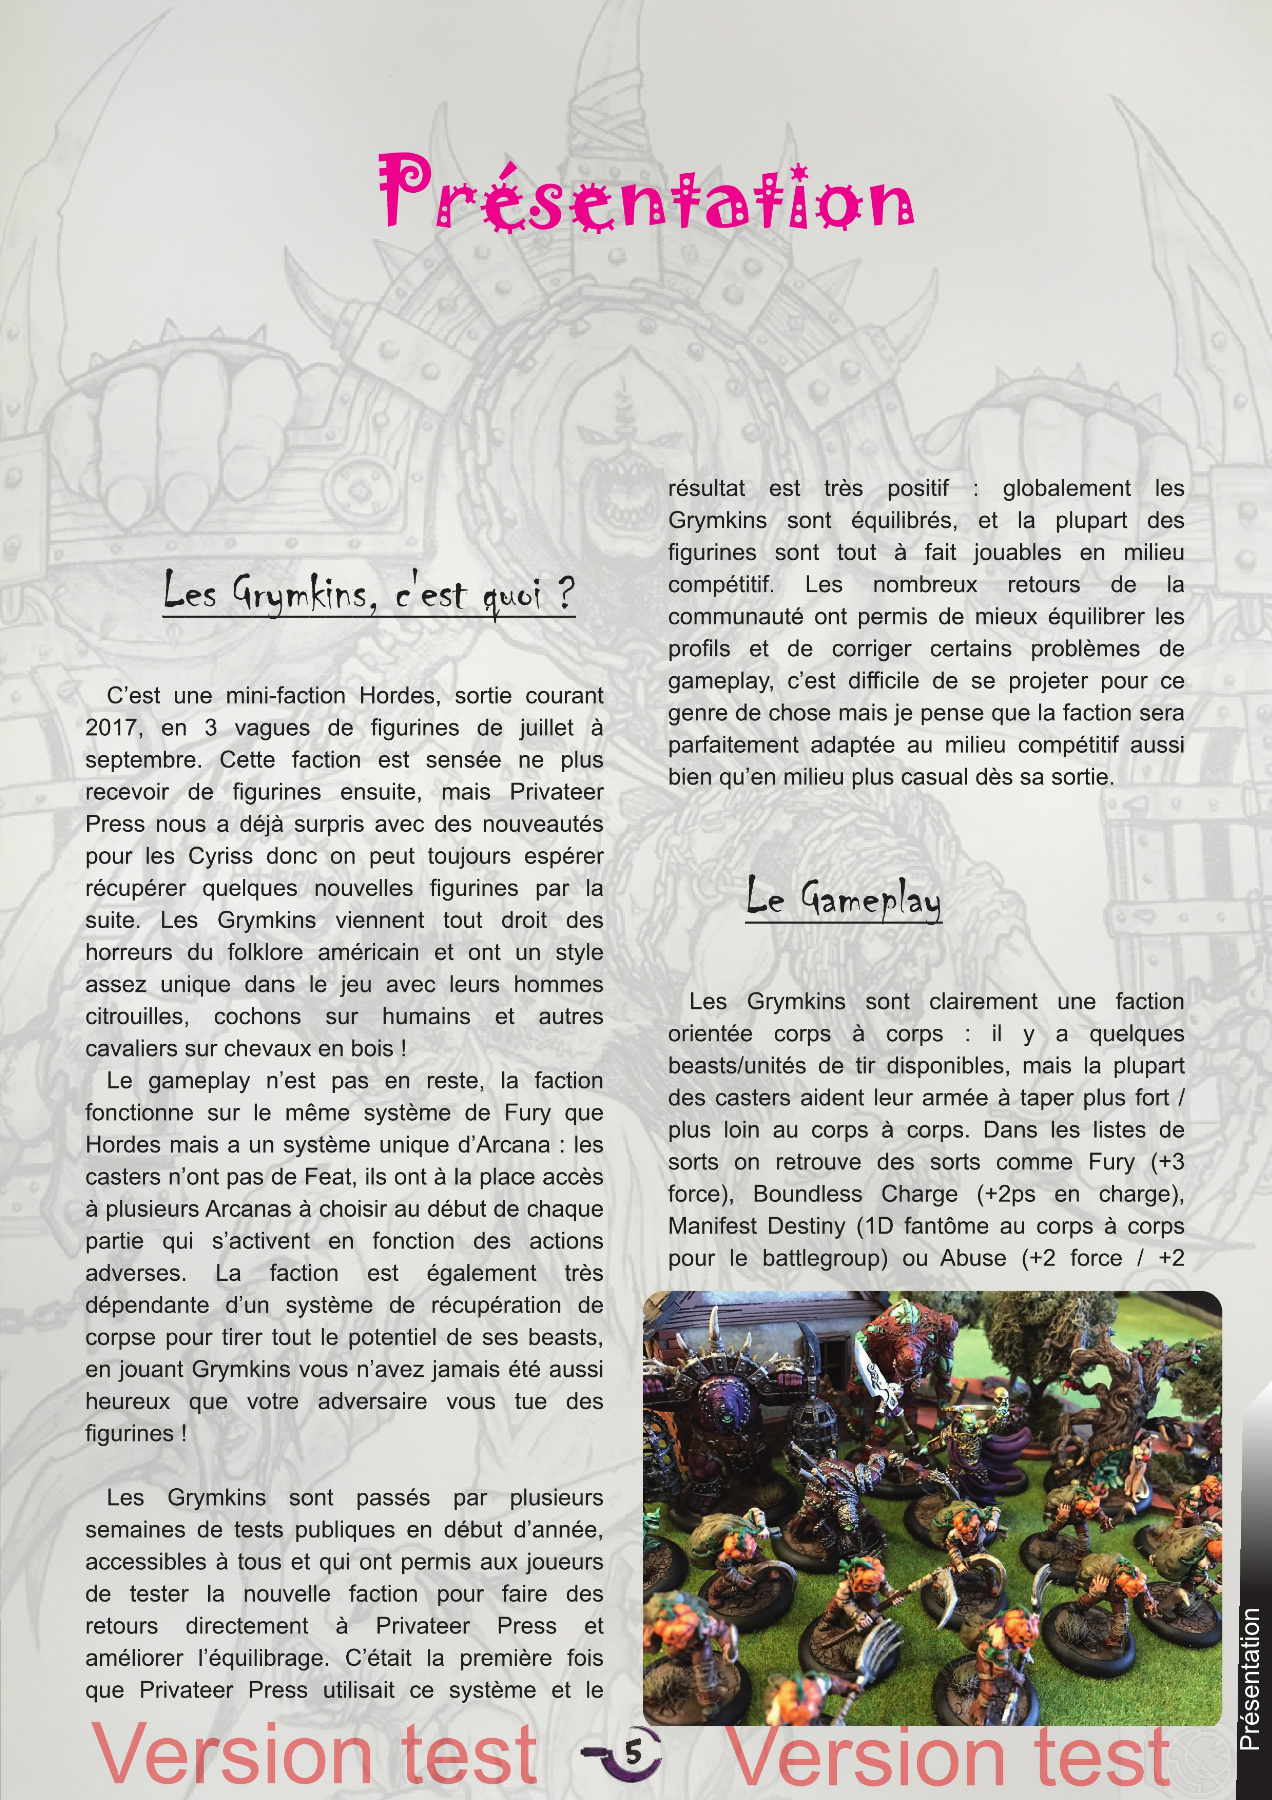 Présentation
Les Grymkins, c'est quoi ?
C’est une mini-faction Hordes, sortie courant
2017, en 3 vagues de figurines de juillet à
septembre. Cette faction est sensée ne plus
recevoir de figurines ensuite, mais Privateer
Press nous a déjà surpris avec des nouveautés
pour les Cyriss donc on peut toujours espérer
récupérer quelques nouvelles figurines par la
suite. Les Grymkins viennent tout droit des
horreurs du folklore américain et ont un style
assez unique dans le jeu avec leurs hommes
citrouilles, cochons sur humains et autres
cavaliers sur chevaux en bois !
Le gameplay n’est pas en reste, la faction
fonctionne sur le même système de Fury que
Hordes mais a un système unique d’Arcana : les
casters n’ont pas de Feat, ils ont à la place accès
à plusieurs Arcanas à choisir au début de chaque
partie qui s’activent en fonction des actions
adverses. La faction est également très
dépendante d’un système de récupération de
corpse pour tirer tout le potentiel de ses beasts,
en jouant Grymkins vous n’avez jamais été aussi
heureux que votre adversaire vous tue des
figurines !
Les Grymkins sont passés par plusieurs
semaines de tests publiques en début d’année,
accessibles à tous et qui ont permis aux joueurs
de tester la nouvelle faction pour faire des
retours directement à Privateer Press et
améliorer l’équilibrage. C’était la première fois
que Privateer Press utilisait ce système et le
résultat est très positif : globalement les
Grymkins sont équilibrés, et la plupart des
figurines sont tout à fait jouables en milieu
compétitif. Les nombreux retours de la
communauté ont permis de mieux équilibrer les
profils et de corriger certains problèmes de
gameplay, c’est difficile de se projeter pour ce
genre de chose mais je pense que la faction sera
parfaitement adaptée au milieu compétitif aussi
bien qu’en milieu plus casual dès sa sortie.
Le Gameplay
Les Grymkins sont clairement une faction
orientée corps à corps : il y a quelques
beasts/unités de tir disponibles, mais la plupart
des casters aident leur armée à taper plus fort /
plus loin au corps à corps. Dans les listes de
sorts on retrouve des sorts comme Fury (+3
force), Boundless Charge (+2ps en charge),
Manifest Destiny (1D fantôme au corps à corps
pour le battlegroup) ou Abuse (+2 force / +2
Présentation
Version test
5
Version test